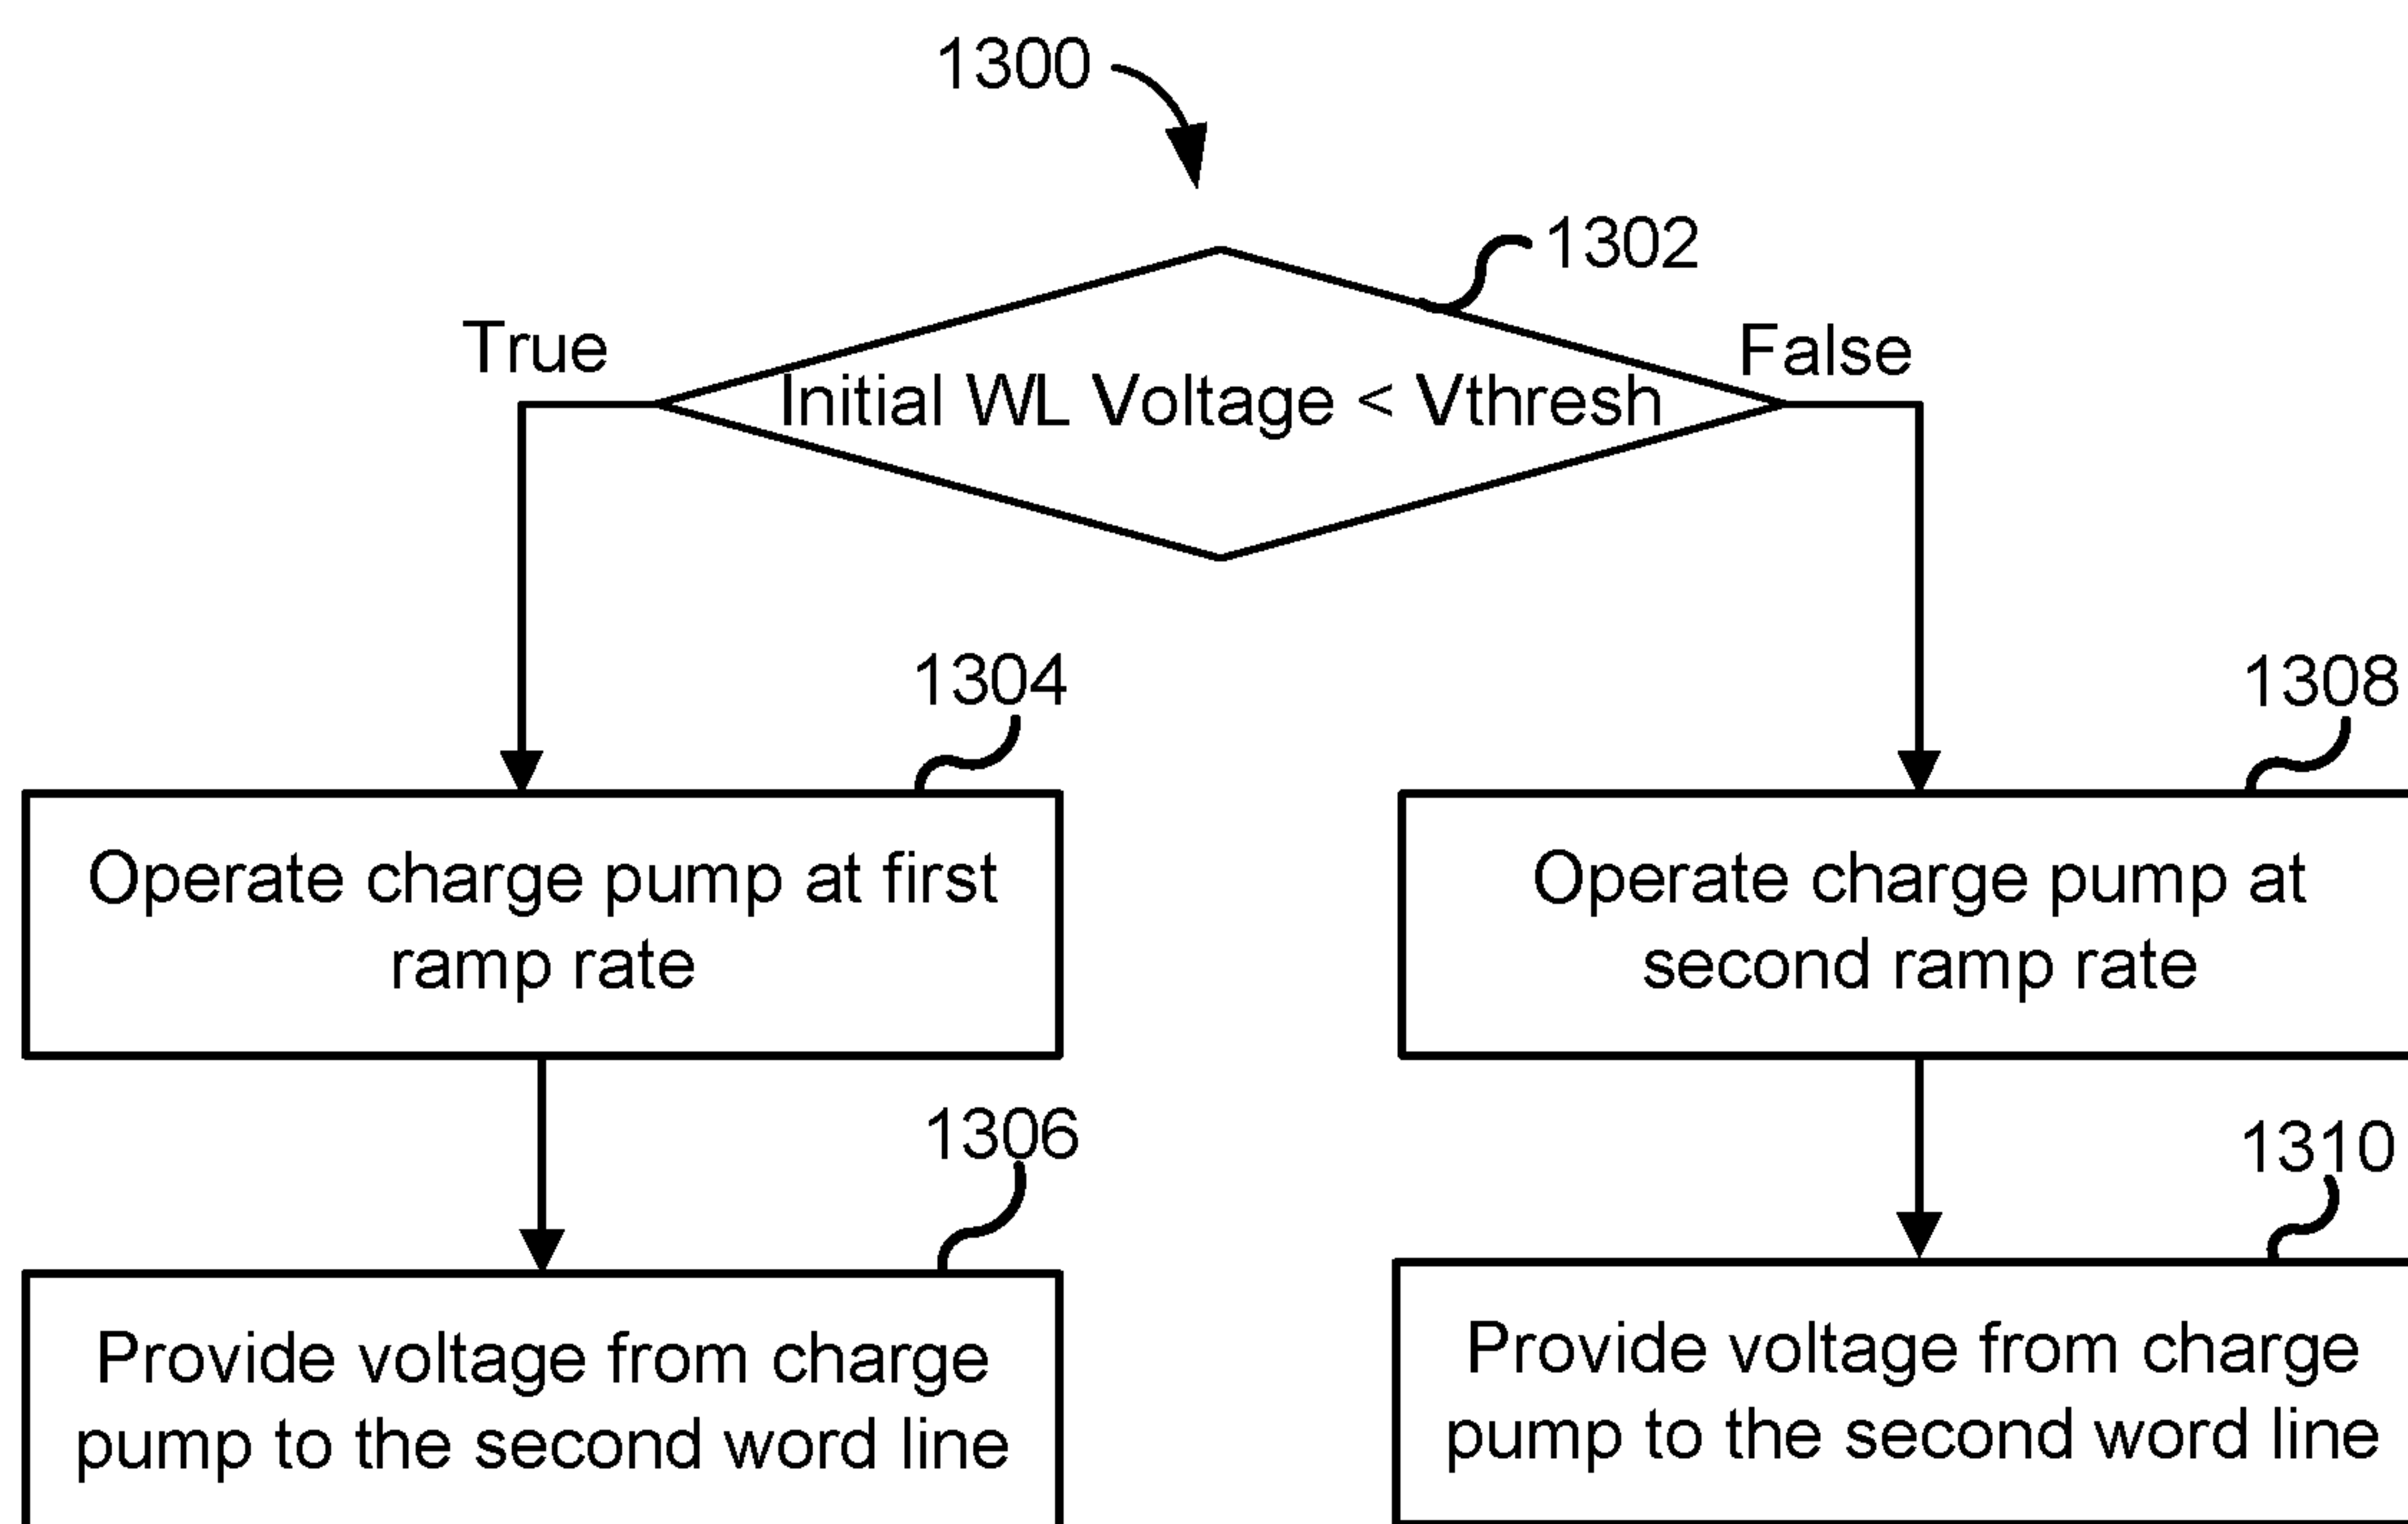 1300
1302
True
False
Initial WL Voltage < Vthresh
1304
1308
Operate charge pump at first
ramp rate
Operate charge pump at
second ramp rate
1306
1310
Provide voltage from charge
pump to the second word line
Provide voltage from charge
pump to the second word line